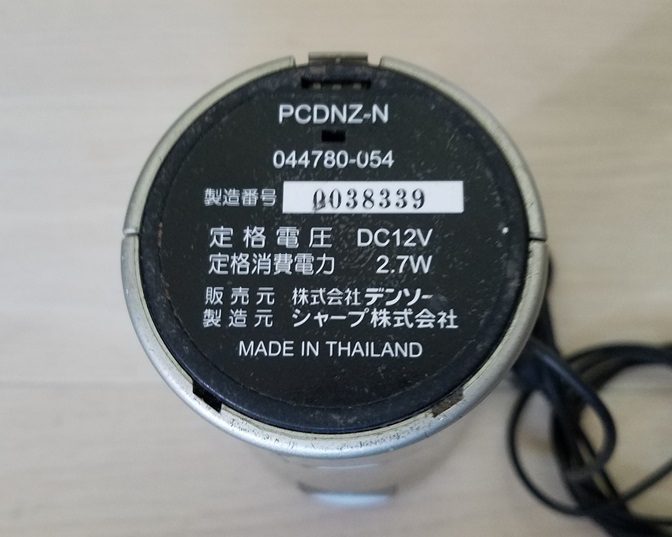 PCDNZ-N
044780-054
製造番号 0038339
定格電圧 DC12V
定格消費電力 2.7W
販売元 株式会社デンソー
製造元 シャープ株式会社
MADE IN THAILAND